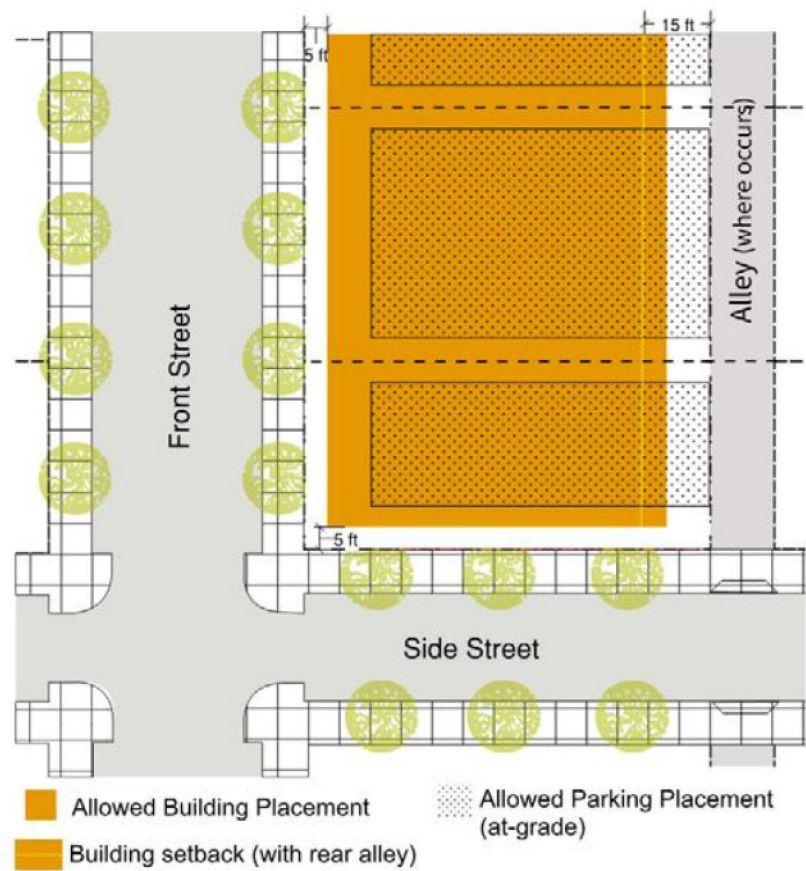 15 ft
5 ft
Alley (where occurs)
Front Street
5 ft
Side Street
Allowed Building Placement
Allowed Parking Placement
(at-grade)
Building setback (with rear alley)